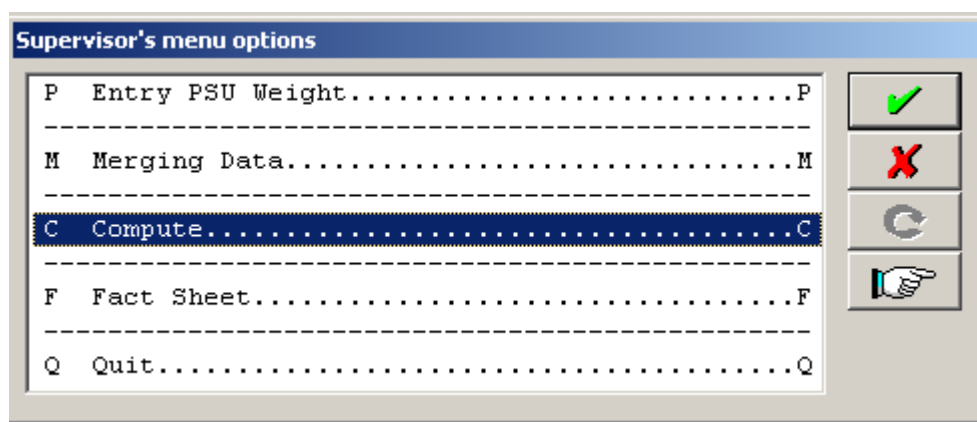 Supervisor's menu options
P Entry PSU Weight............................P
------------------------------------------------
M Merging Data................................M
------------------------------------------------
C Compute.....................................C
------------------------------------------------
F Fact Sheet..................................F
------------------------------------------------
Q Quit........................................Q